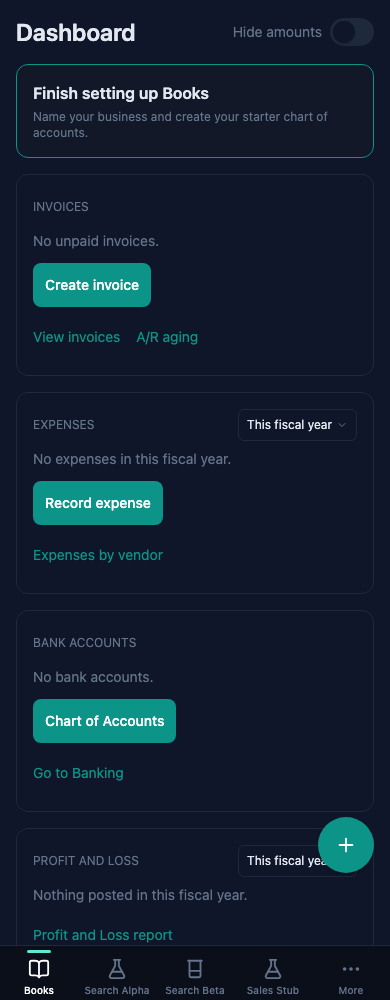 Dashboard
Hide amounts
Finish setting up Books
Name your business and create your starter chart of
accounts.
INVOICES
No unpaid invoices.
Create invoice
View invoices A/R aging
EXPENSES
This fiscal year
No expenses in this fiscal year.
Record expense
Expenses by vendor
BANK ACCOUNTS
No bank accounts.
Chart of Accounts
Go to Banking
PROFIT AND LOSS
This fiscal
Nothing posted in this fiscal year.
Profit and Loss report
Books
Search Alpha
Search Beta
Sales Stub
More